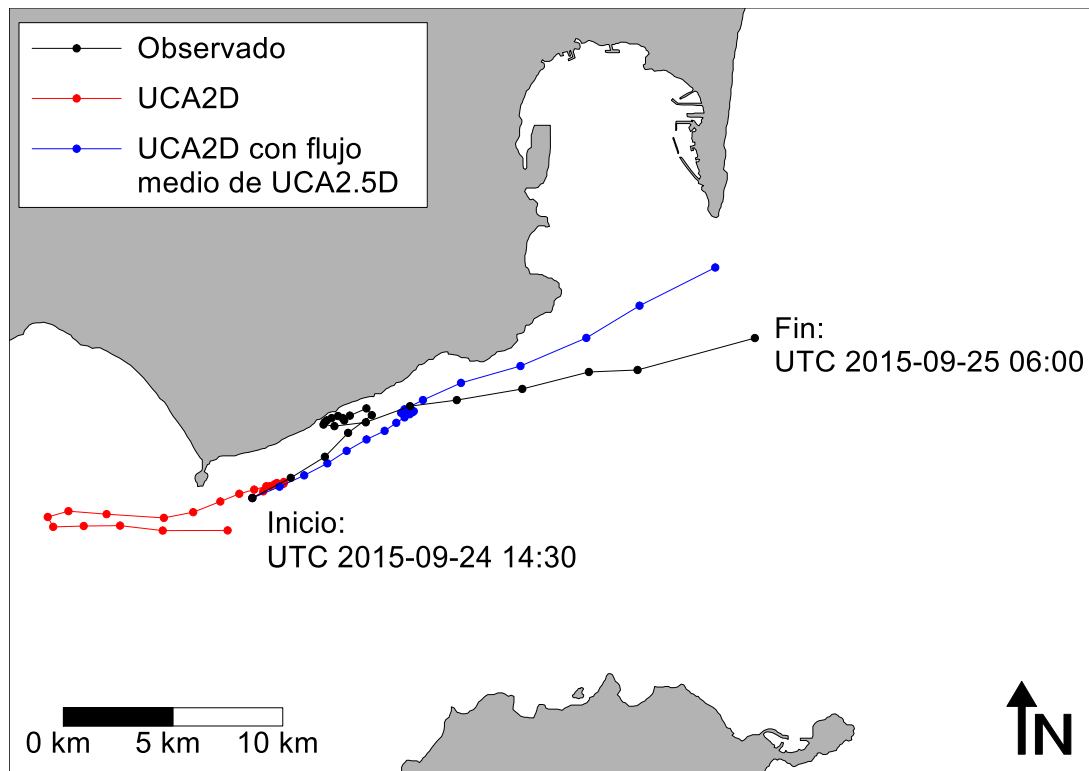 Observado
UCA2D
UCA2D con flujo
medio de UCA2.5D
Fin:
UTC 2015-09-25 06:00
Inicio:
UTC 2015-09-24 14:30
0 km 5 km 10 km
N